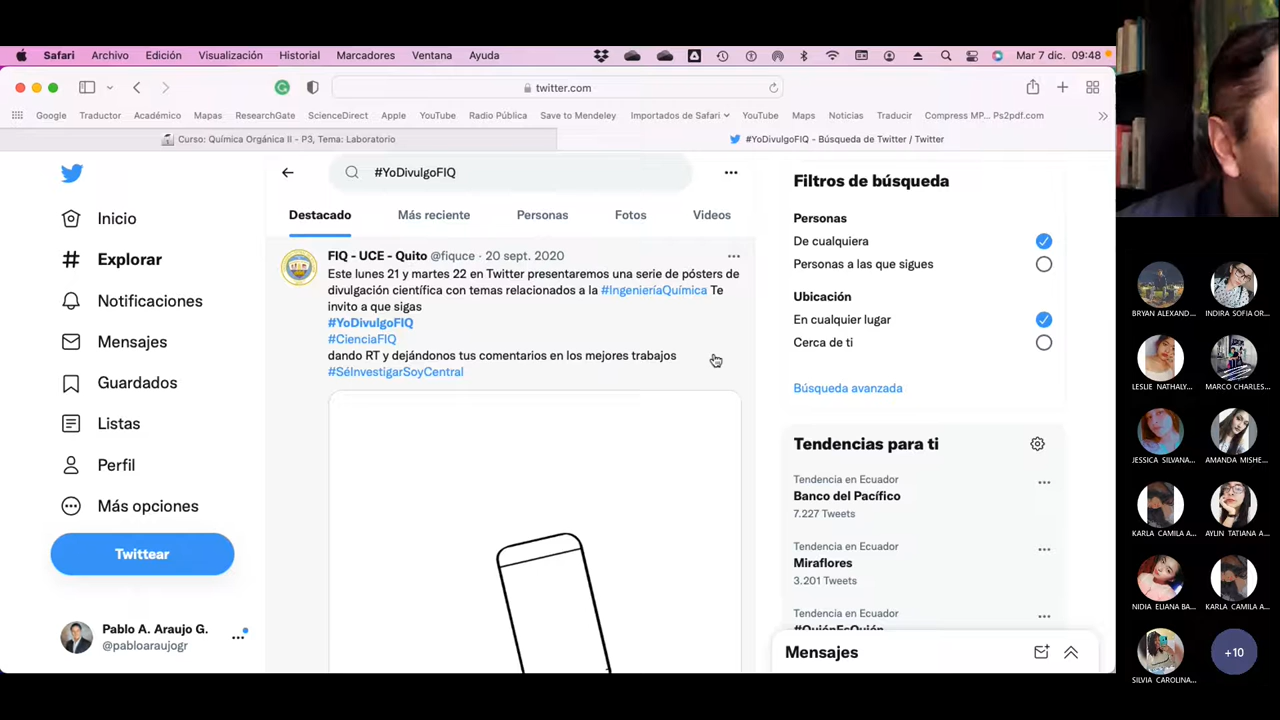 Safari Archivo Edición Visualización Historial Marcadores Ventana Ayuda Mar 7 dic. 09:48
twitter.com
Google Traductor Académico Mapas ResearchGate ScienceDirect Apple YouTube Radio Pública Save to Mendeley Importados de Safari YouTube Maps Noticias Traducir Compress MP... Ps2pdf.com
Curso: Química Orgánica II - P3, Tema: Laboratorio
#YoDivulgoFIQ - Búsqueda de Twitter / Twitter
#YoDivulgoFIQ
Inicio
Explorar
Notificaciones
Mensajes
Guardados
Listas
Perfil
Más opciones
Twittear
Pablo A. Araujo G.
@pabloaraujogr
Destacado Más reciente Personas Fotos Videos
FIQ - UCE - Quito @fiquce · 20 sept. 2020
Este lunes 21 y martes 22 en Twitter presentaremos una serie de pósters de
divulgación científica con temas relacionados a la #IngenieríaQuímica Te
invito a que sigas
#YoDivulgoFIQ
#CienciaFIQ
dando RT y dejándonos tus comentarios en los mejores trabajos
#SéInvestigarSoyCentral
Filtros de búsqueda
Personas
De cualquiera
Personas a las que sigues
Ubicación
En cualquier lugar
Cerca de ti
Búsqueda avanzada
Tendencias para ti
Tendencia en Ecuador
Banco del Pacífico
7.227 Tweets
Tendencia en Ecuador
Miraflores
3.201 Tweets
Tendencia en Ecuador
#QuiénEsQuién
Mensajes
BRYAN ALEXAND... INDIRA SOFIA OR...
LESLIE NATHALY... MARCO CHARLES...
JESSICA SILVANA... AMANDA MISHE...
KARLA CAMILA A... AYLIN TATIANA A...
NIDIA ELIANA BA... KARLA CAMILA A...
SILVIA CAROLINA... +10